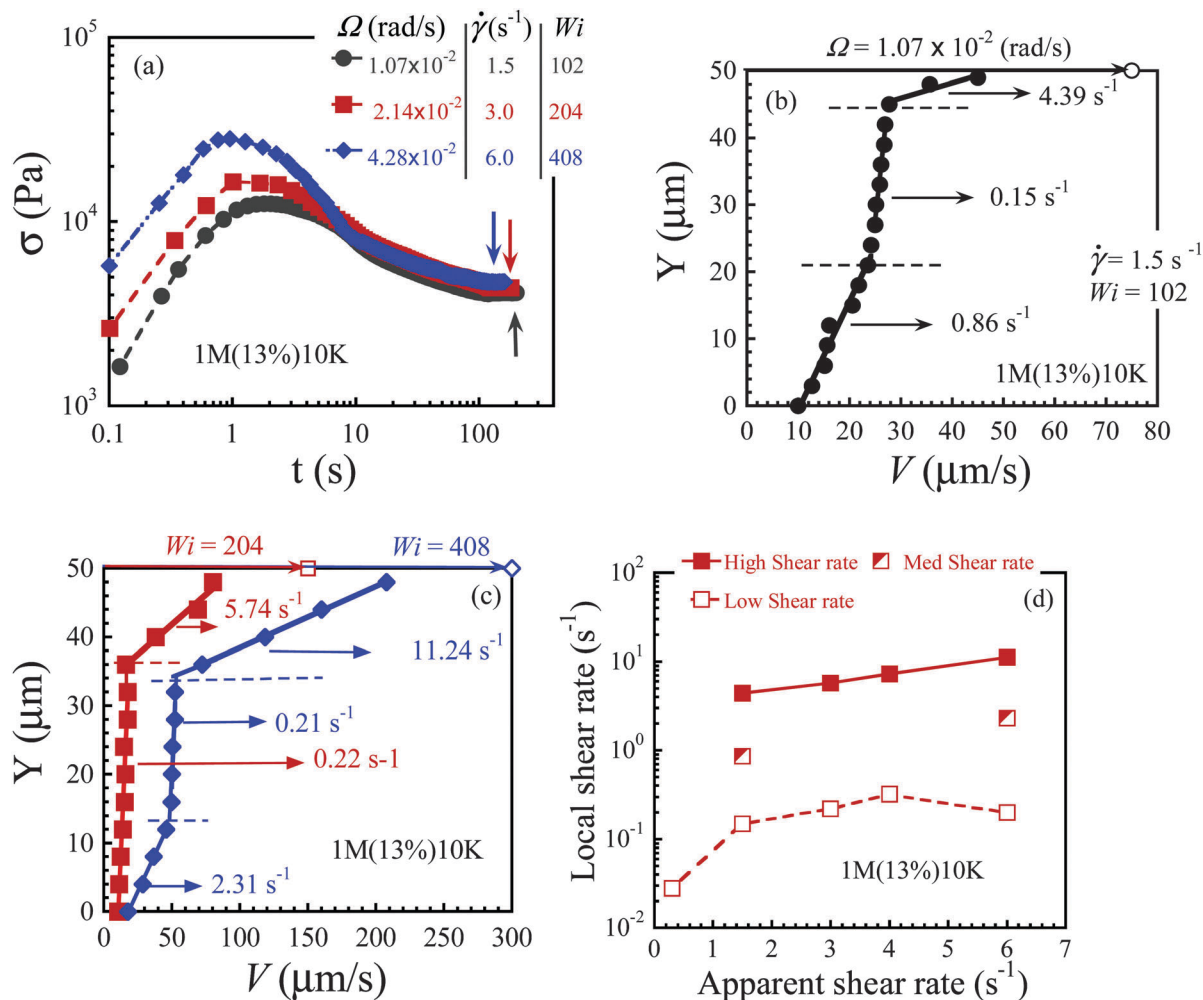 (a)
Ω (rad/s) γ̇(s⁻¹) Wi
1.07x10⁻² 1.5 102
2.14x10⁻² 3.0 204
4.28x10⁻² 6.0 408
10⁵
10⁴
10³
σ (Pa)
1M(13%)10K
0.1 1 10 100
t (s)
Ω = 1.07 x 10⁻² (rad/s)
(b)
4.39 s⁻¹
0.15 s⁻¹
γ̇ = 1.5 s⁻¹
Wi = 102
0.86 s⁻¹
1M(13%)10K
50
40
30
20
10
0
Y (μm)
0 10 20 30 40 50 60 70 80
V (μm/s)
Wi = 204 Wi = 408
(c)
5.74 s⁻¹
11.24 s⁻¹
0.21 s⁻¹
0.22 s-1
1M(13%)10K
2.31 s⁻¹
50
40
30
20
10
0
Y (μm)
0 50 100 150 200 250 300
V (μm/s)
High Shear rate Med Shear rate
Low Shear rate
(d)
10²
10¹
10⁰
10⁻¹
10⁻²
Local shear rate (s⁻¹)
1M(13%)10K
0 1 2 3 4 5 6 7
Apparent shear rate (s⁻¹)